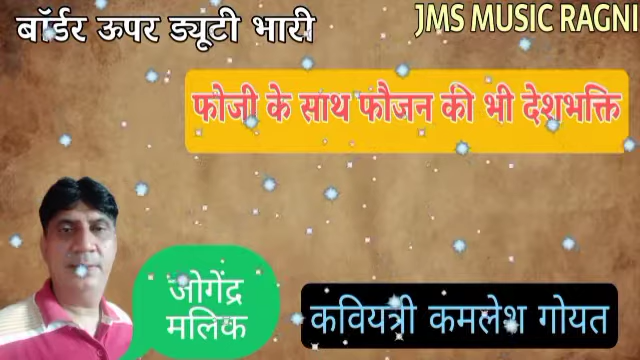 बॉर्डर ऊपर ड्यूटी भारी
JMS MUSIC RAGNI
फोजी के साथ फौजन की भी देशभक्ति
जोगेंद्र
मलिक
कवियत्री कमलेश गोयत